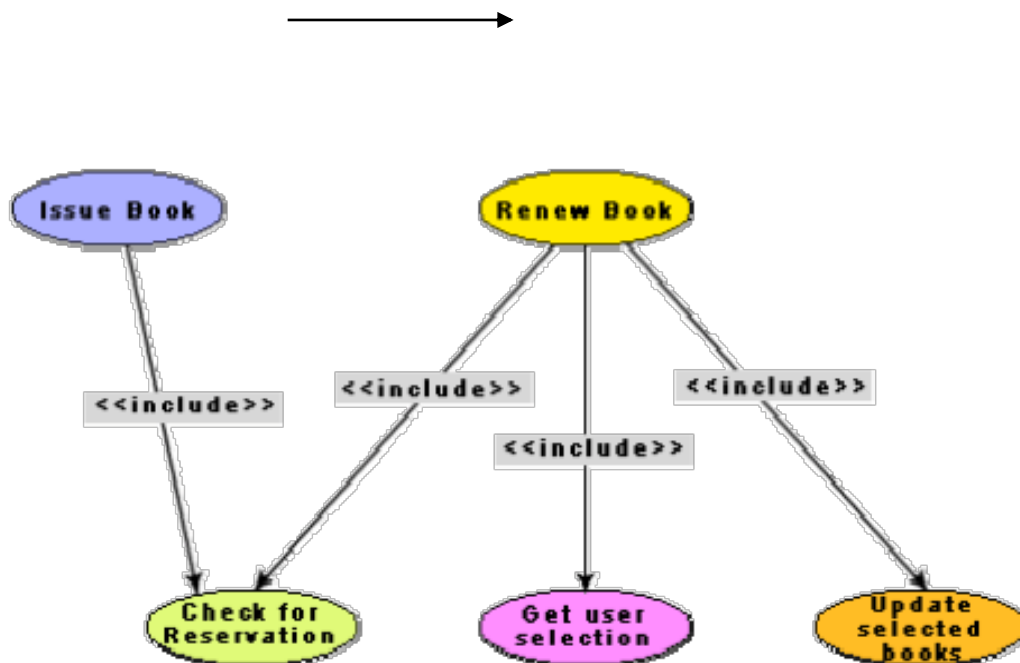 Issue Book
Renew Book
<<include>>
<<include>>
<<include>>
<<include>>
Check for
Reservation
Get user
selection
Update
selected
books